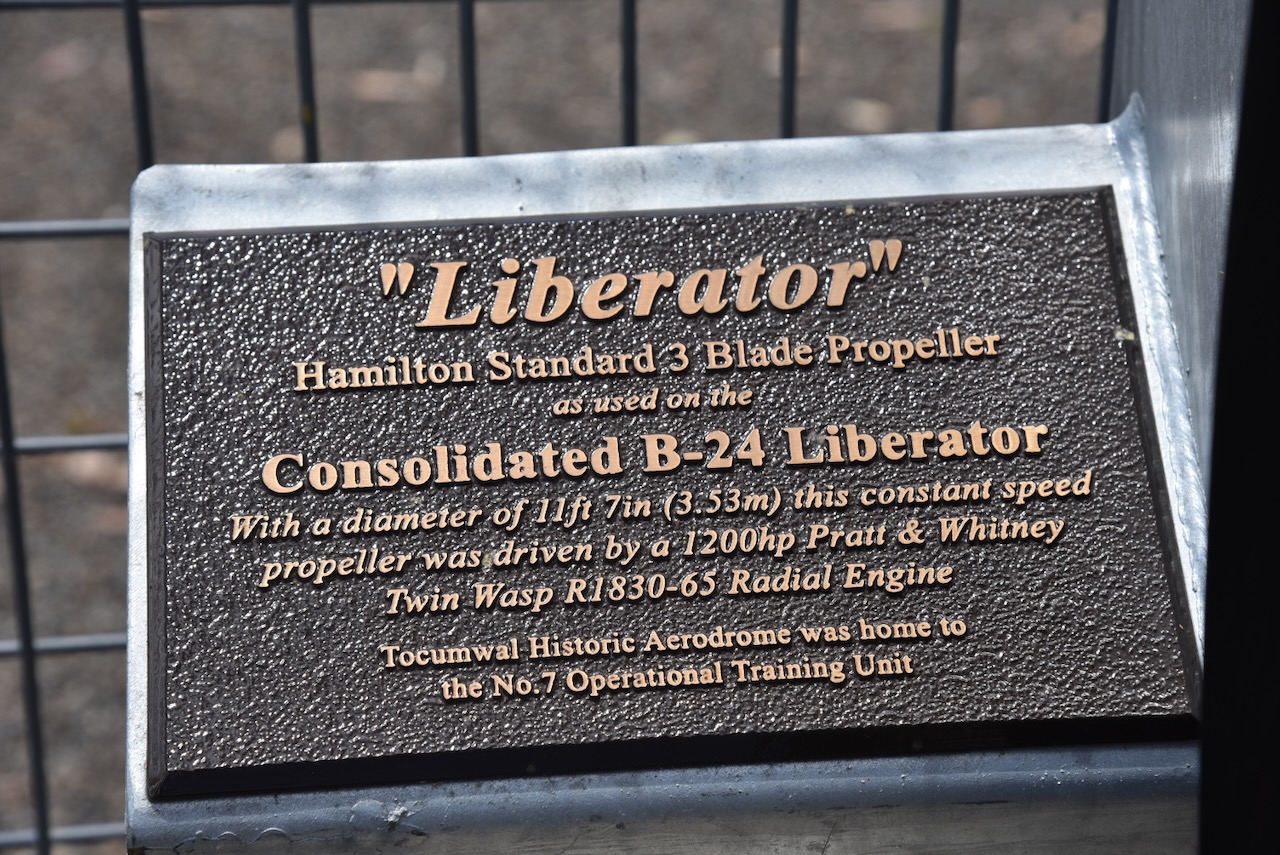 "Liberator"
Hamilton Standard 3 Blade Propeller
as used on the
Consolidated B-24 Liberator
With a diameter of 11ft 7in (3.53m) this constant speed
propeller was driven by a 1200hp Pratt & Whitney
Twin Wasp R1830-65 Radial Engine
Tocumwal Historic Aerodrome was home to
the No.7 Operational Training Unit